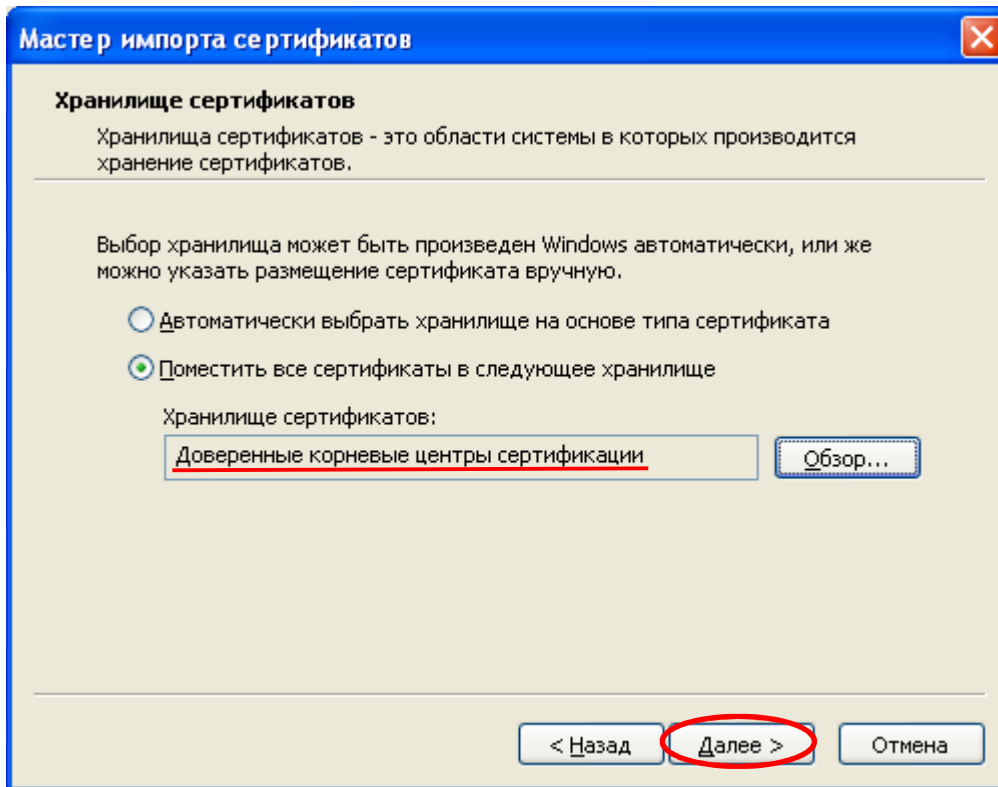 Мастер импорта сертификатов
Хранилище сертификатов
Хранилища сертификатов - это области системы в которых производится
хранение сертификатов.
Выбор хранилища может быть произведен Windows автоматически, или же
можно указать размещение сертификата вручную.
Автоматически выбрать хранилище на основе типа сертификата
Поместить все сертификаты в следующее хранилище
Хранилище сертификатов:
Доверенные корневые центры сертификации
Обзор...
< Назад
Далее >
Отмена